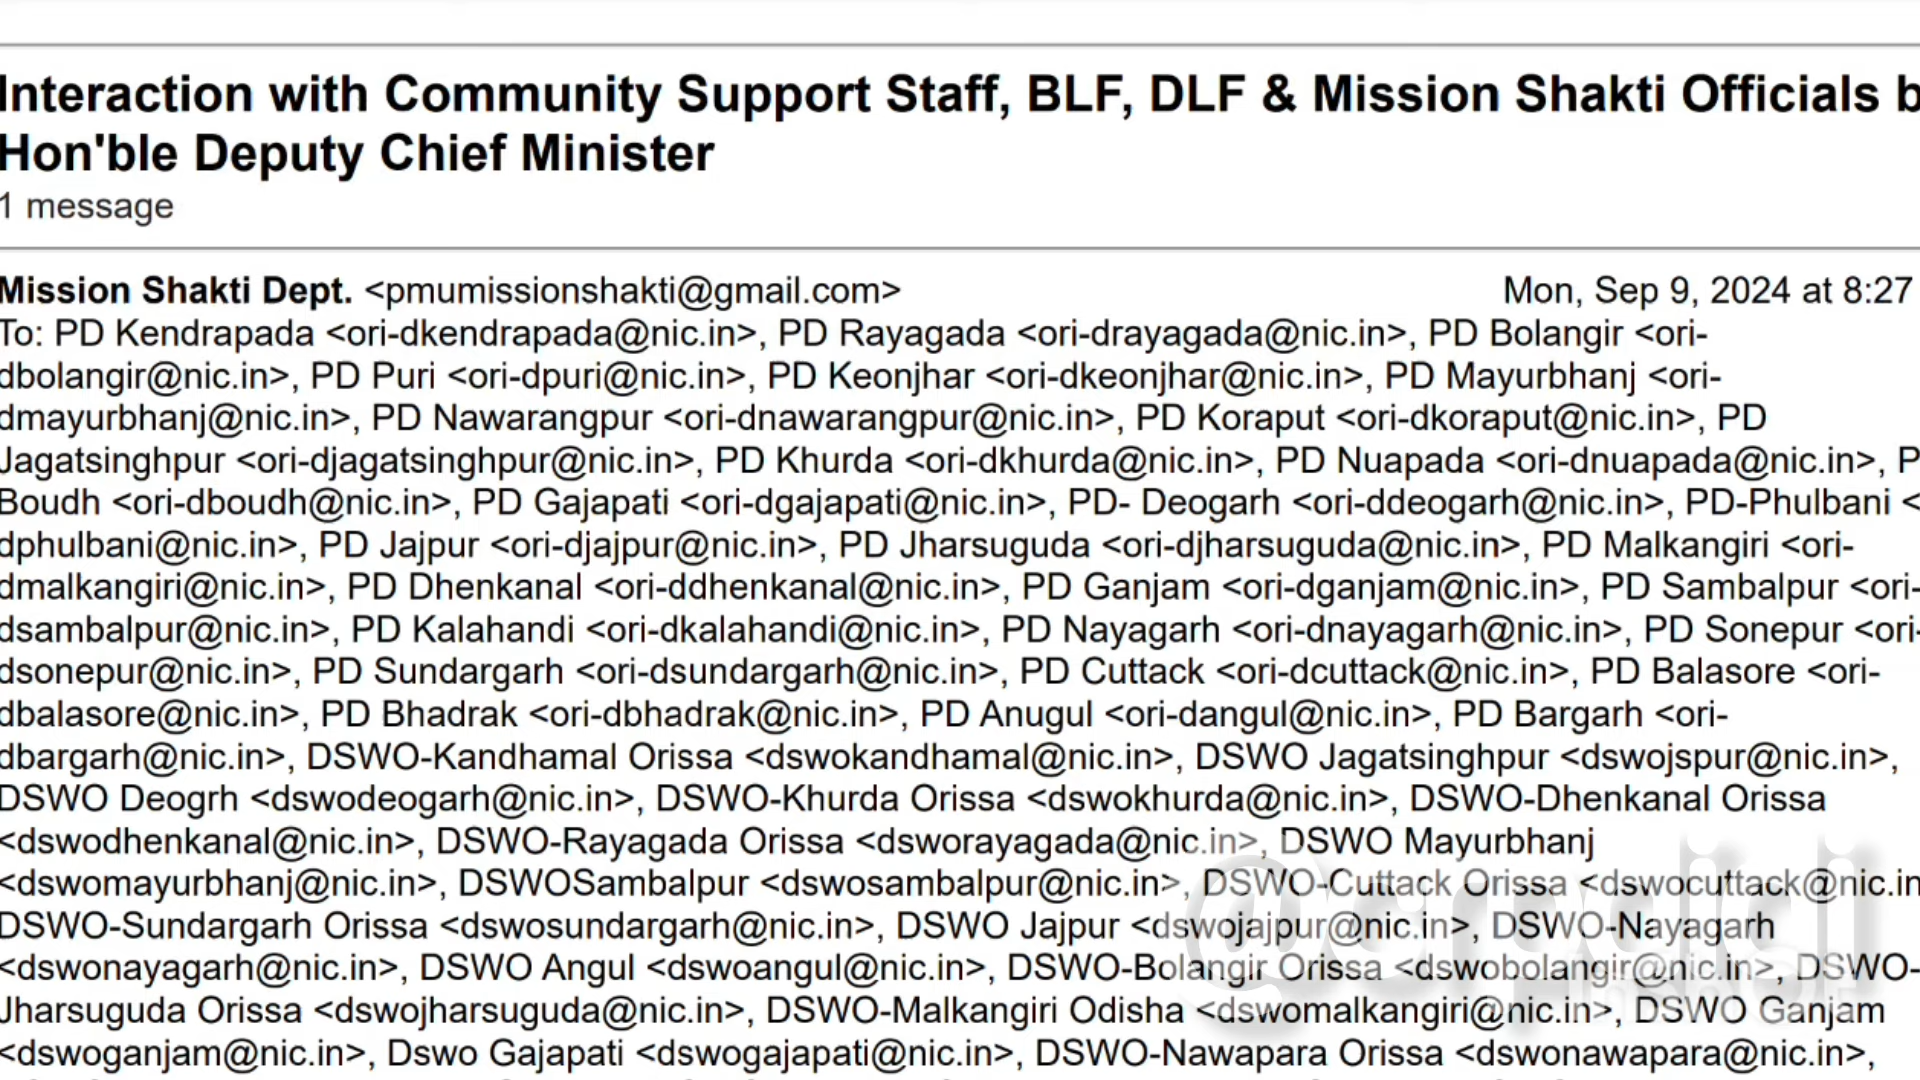 Interaction with Community Support Staff, BLF, DLF & Mission Shakti Officials b
Hon'ble Deputy Chief Minister
1 message
Mission Shakti Dept. <pmumissionshakti@gmail.com> Mon, Sep 9, 2024 at 8:27
To: PD Kendrapada <ori-dkendrapada@nic.in>, PD Rayagada <ori-drayagada@nic.in>, PD Bolangir <ori-
dbolangir@nic.in>, PD Puri <ori-dpuri@nic.in>, PD Keonjhar <ori-dkeonjhar@nic.in>, PD Mayurbhanj <ori-
dmayurbhanj@nic.in>, PD Nawarangpur <ori-dnawarangpur@nic.in>, PD Koraput <ori-dkoraput@nic.in>, PD
Jagatsinghpur <ori-djagatsinghpur@nic.in>, PD Khurda <ori-dkhurda@nic.in>, PD Nuapada <ori-dnuapada@nic.in>, P
Boudh <ori-dboudh@nic.in>, PD Gajapati <ori-dgajapati@nic.in>, PD- Deogarh <ori-ddeogarh@nic.in>, PD-Phulbani <
dphulbani@nic.in>, PD Jajpur <ori-djajpur@nic.in>, PD Jharsuguda <ori-djharsuguda@nic.in>, PD Malkangiri <ori-
dmalkangiri@nic.in>, PD Dhenkanal <ori-ddhenkanal@nic.in>, PD Ganjam <ori-dganjam@nic.in>, PD Sambalpur <ori-
dsambalpur@nic.in>, PD Kalahandi <ori-dkalahandi@nic.in>, PD Nayagarh <ori-dnayagarh@nic.in>, PD Sonepur <ori-
dsonepur@nic.in>, PD Sundargarh <ori-dsundargarh@nic.in>, PD Cuttack <ori-dcuttack@nic.in>, PD Balasore <ori-
dbalasore@nic.in>, PD Bhadrak <ori-dbhadrak@nic.in>, PD Anugul <ori-dangul@nic.in>, PD Bargarh <ori-
dbargarh@nic.in>, DSWO-Kandhamal Orissa <dswokandhamal@nic.in>, DSWO Jagatsinghpur <dswojspur@nic.in>,
DSWO Deogrh <dswodeogarh@nic.in>, DSWO-Khurda Orissa <dswokhurda@nic.in>, DSWO-Dhenkanal Orissa
<dswodhenkanal@nic.in>, DSWO-Rayagada Orissa <dsworayagada@nic.in>, DSWO Mayurbhanj
<dswomayurbhanj@nic.in>, DSWOSambalpur <dswosambalpur@nic.in>, DSWO-Cuttack Orissa <dswocuttack@nic.in
DSWO-Sundargarh Orissa <dswosundargarh@nic.in>, DSWO Jajpur <dswojajpur@nic.in>, DSWO-Nayagarh
<dswonayagarh@nic.in>, DSWO Angul <dswoangul@nic.in>, DSWO-Bolangir Orissa <dswobolangir@nic.in>, DSWO-
Jharsuguda Orissa <dswojharsuguda@nic.in>, DSWO-Malkangiri Odisha <dswomalkangiri@nic.in>, DSWO Ganjam
<dswoganjam@nic.in>, Dswo Gajapati <dswogajapati@nic.in>, DSWO-Nawapara Orissa <dswonawapara@nic.in>,